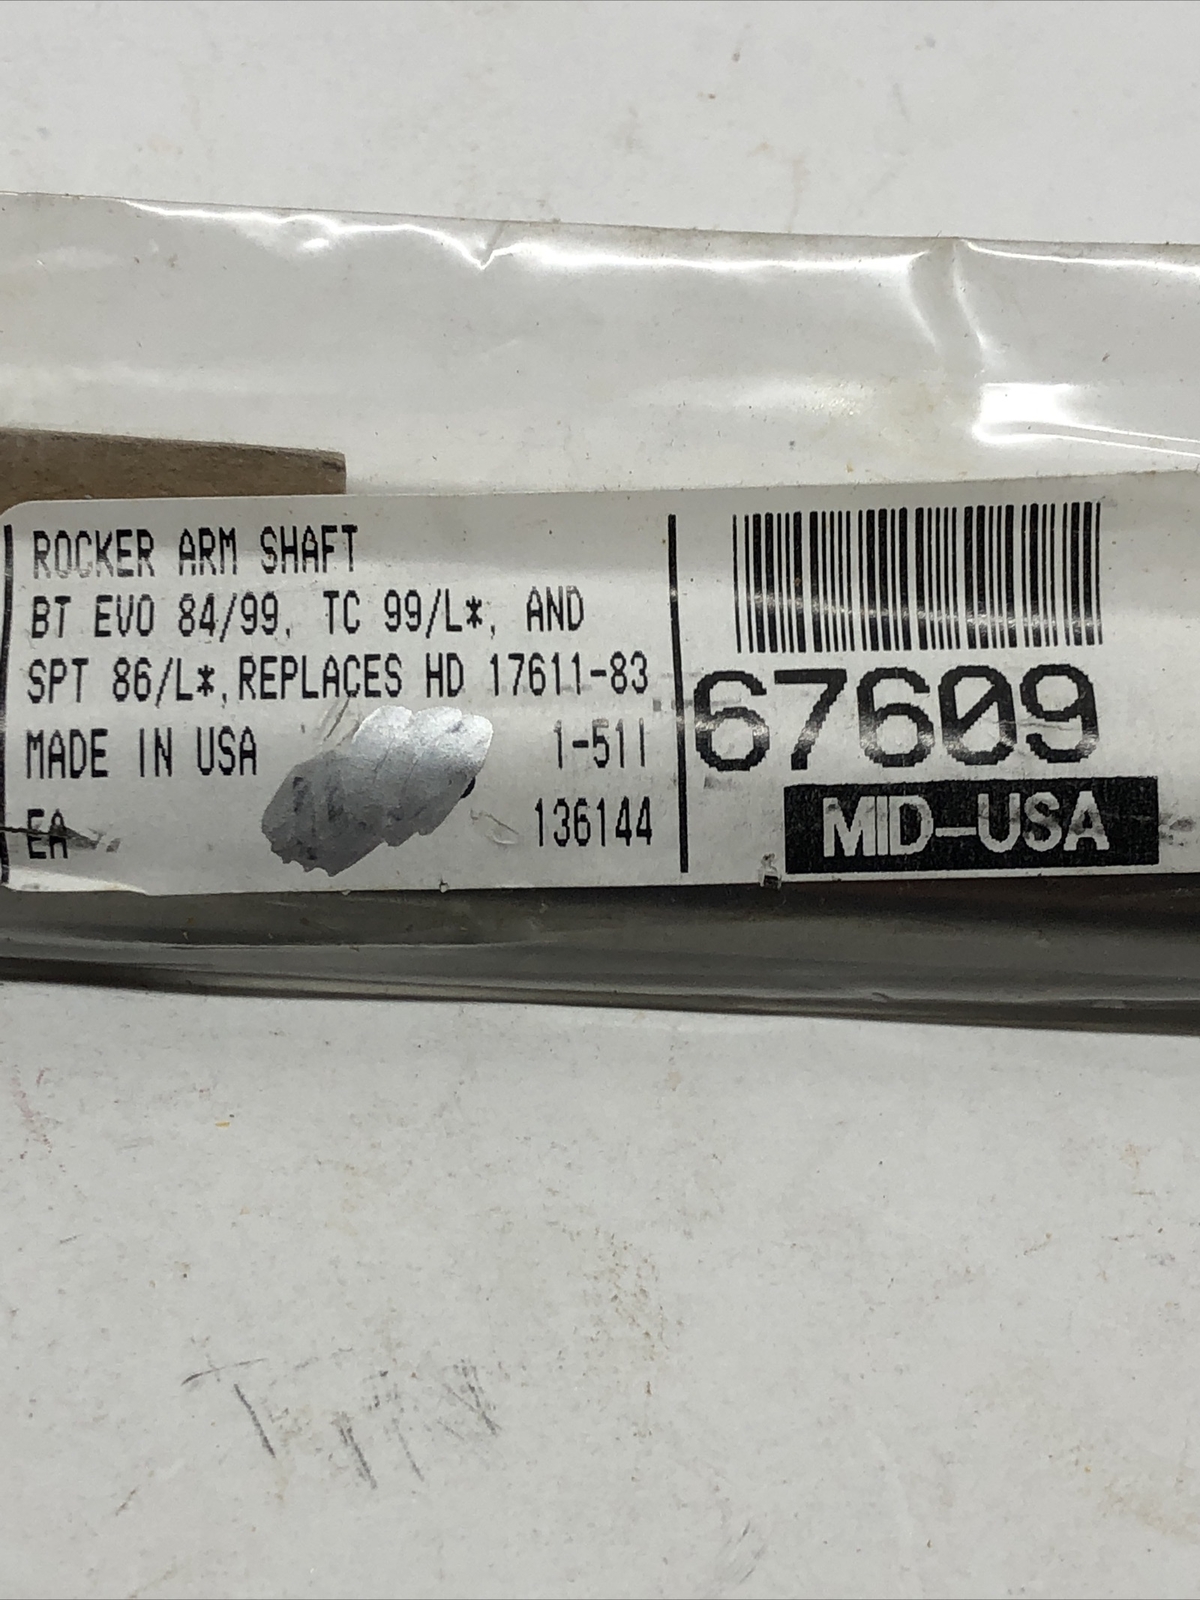 ROCKER ARM SHAFT
BT EVO 84/99, TC 99/L*, AND
SPT 86/L*,REPLACES HD 17611-83
MADE IN USA 1-511
EA 136144
67609
MID-USA